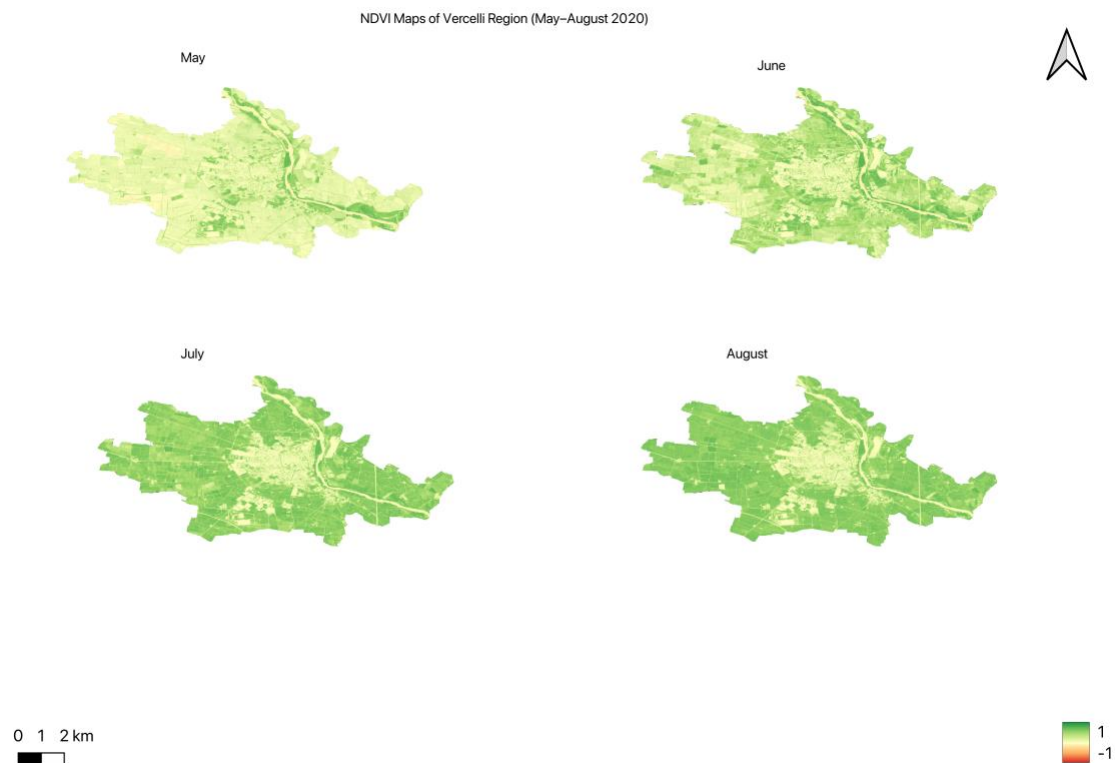 NDVI Maps of Vercelli Region (May–August 2020)
May
June
July
August
0 1 2 km
1
-1